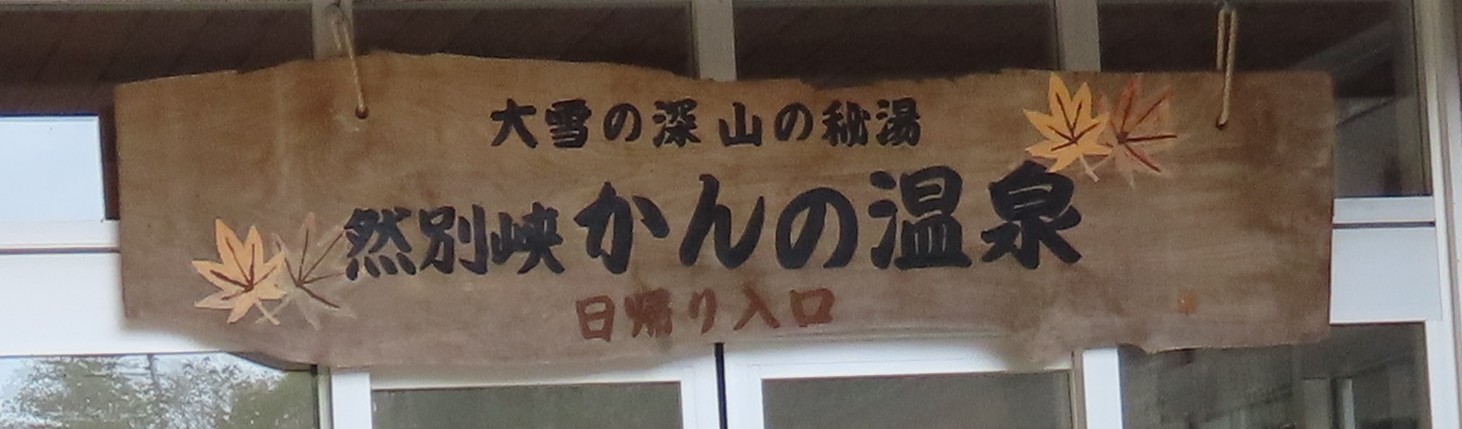 大雪の深山の秘湯
然別峡かんの温泉
日帰り入口